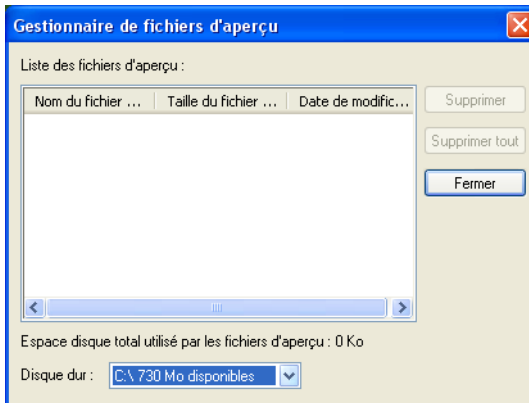 Gestionnaire de fichiers d'aperçu
Liste des fichiers d'aperçu :
Nom du fichier ... Taille du fichier ... Date de modific...
Supprimer
Supprimer tout
Fermer
Espace disque total utilisé par les fichiers d'aperçu : 0 Ko
Disque dur : C:\ 730 Mo disponibles